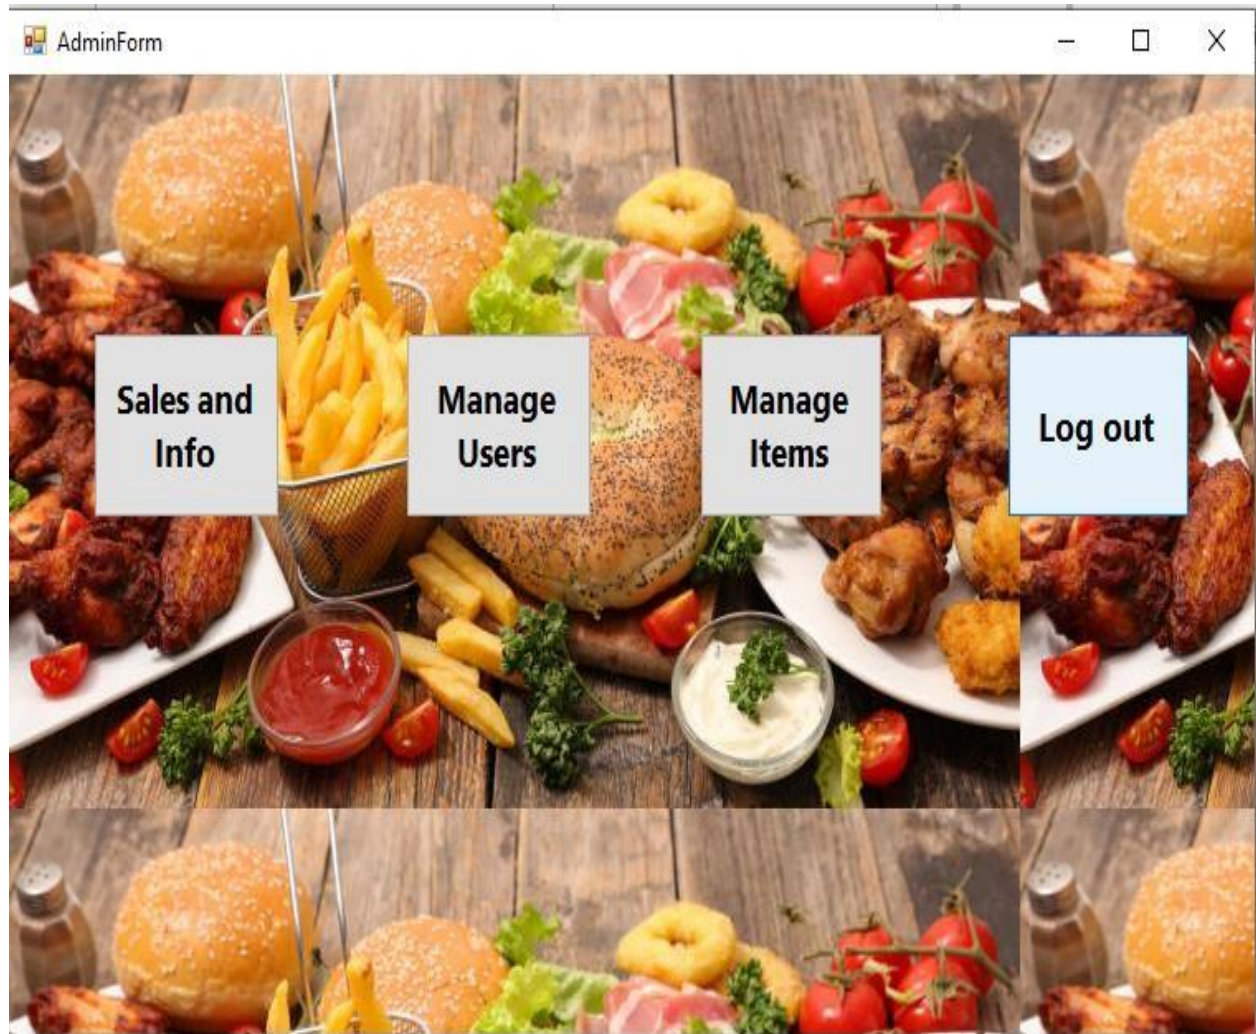 AdminForm
Sales and
Info
Manage
Users
Manage
Items
Log out